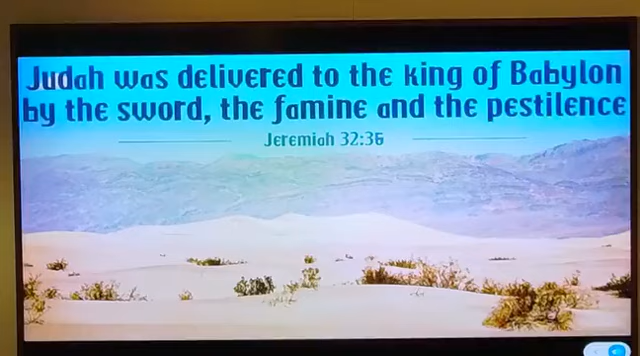 Judah was delivered to the king of Babylon
by the sword, the famine and the pestilence
Jeremiah 32:36